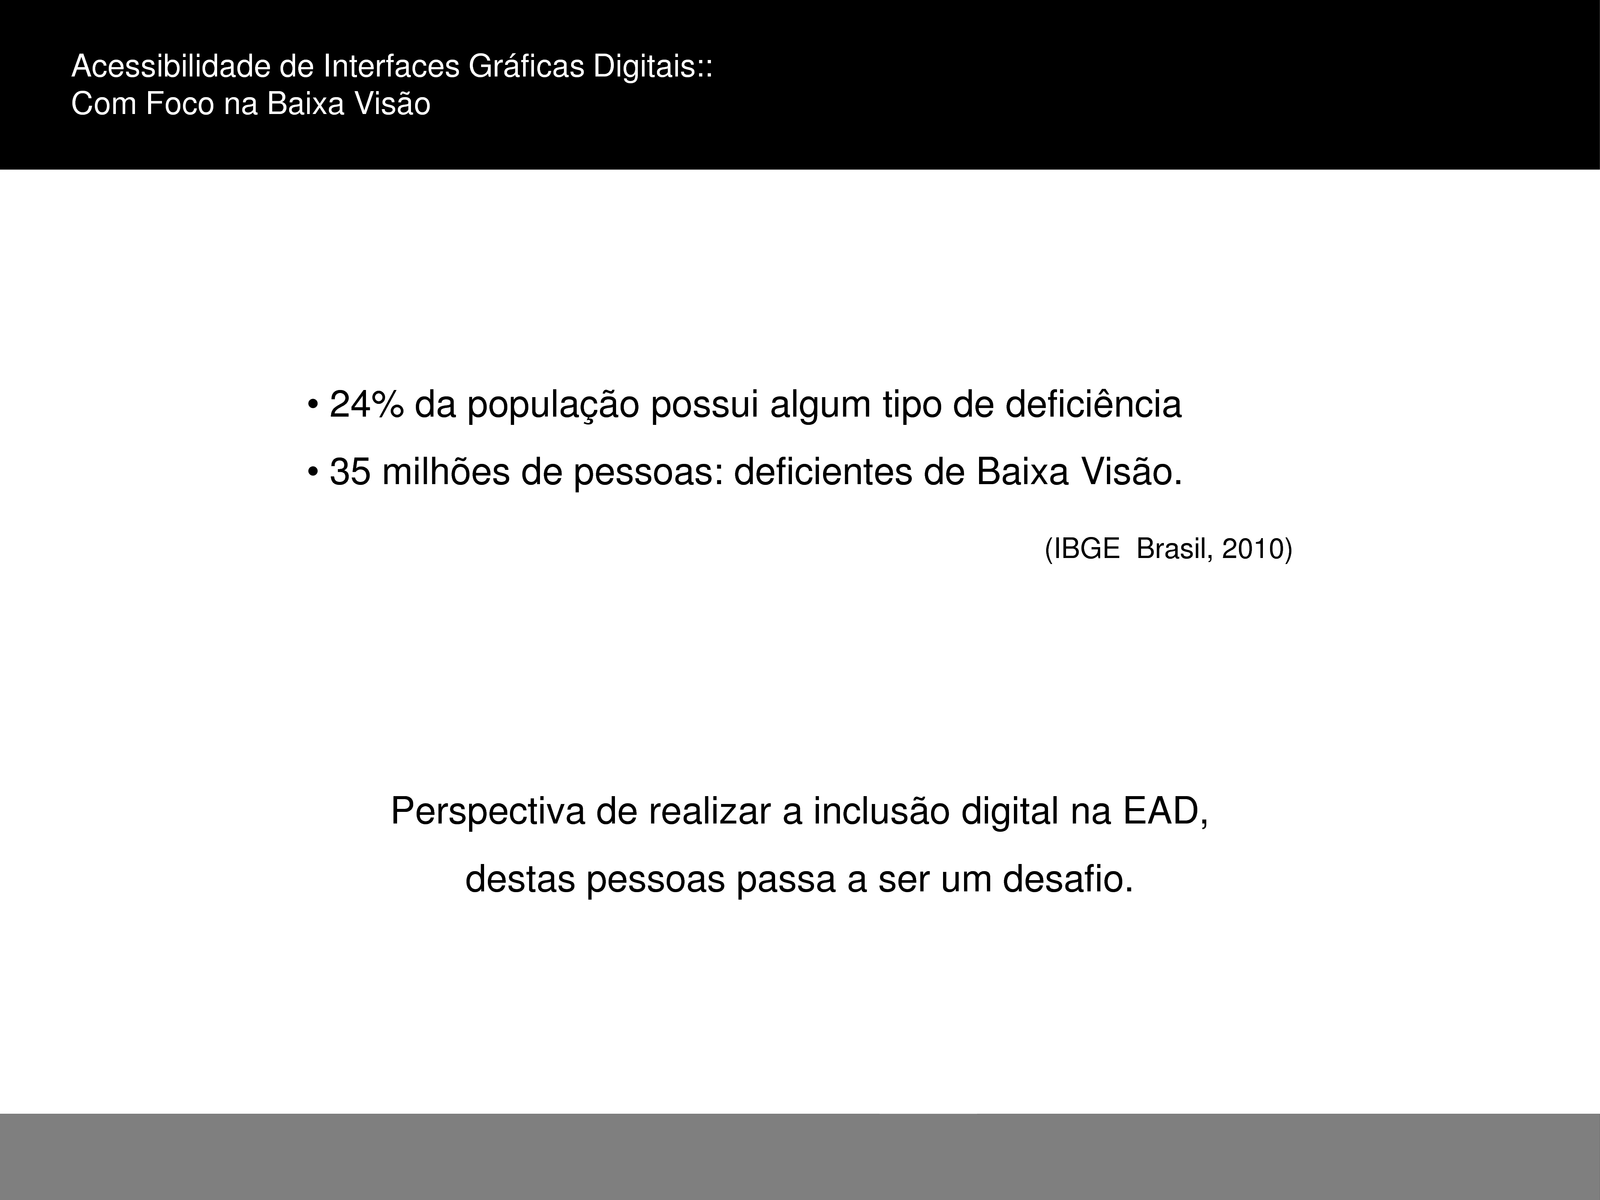 Acessibilidade de Interfaces Gráficas Digitais::
Com Foco na Baixa Visão
• 24% da população possui algum tipo de deficiência
• 35 milhões de pessoas: deficientes de Baixa Visão.
(IBGE  Brasil, 2010)
Perspectiva de realizar a inclusão digital na EAD,
destas pessoas passa a ser um desafio.